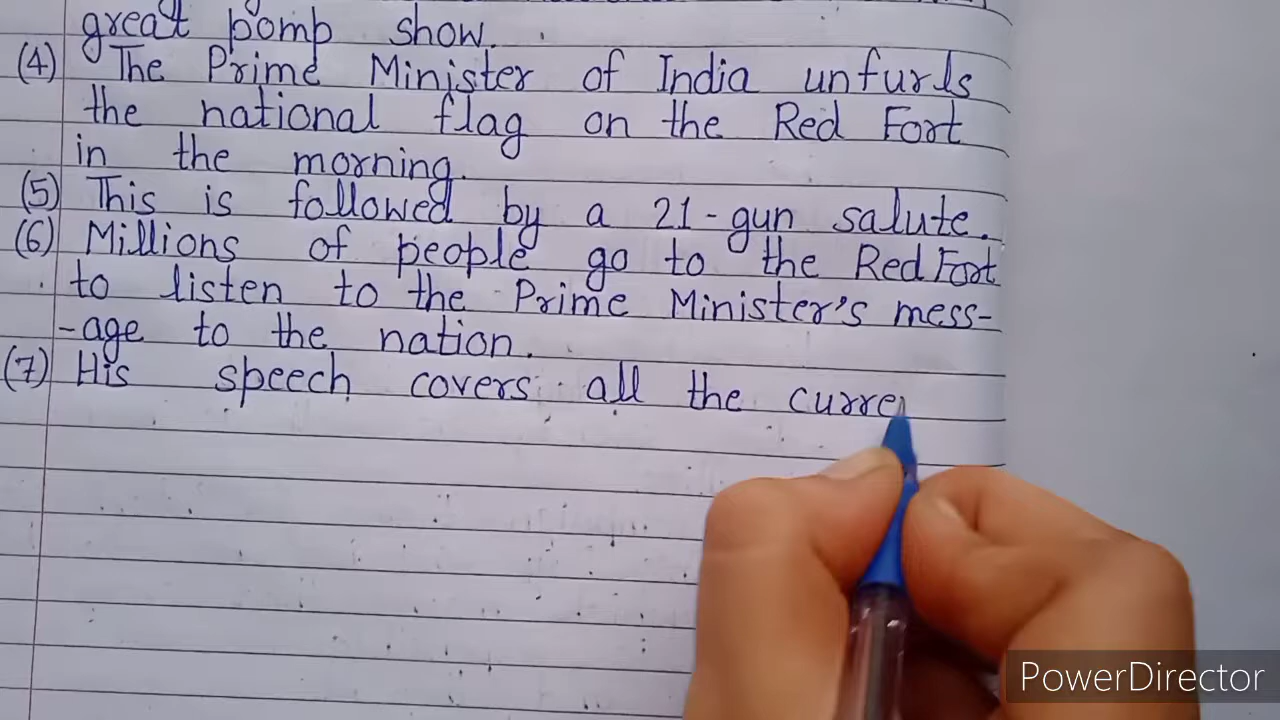 great pomp show.
(4) The Prime Minister of India unfurls
the national flag on the Red Fort
in the morning.
(5) This is followed by a 21-gun salute.
(6) Millions of people go to the Red Fort
to listen to the Prime Minister's mess-
-age to the nation.
(7) His speech covers all the curre
PowerDirector